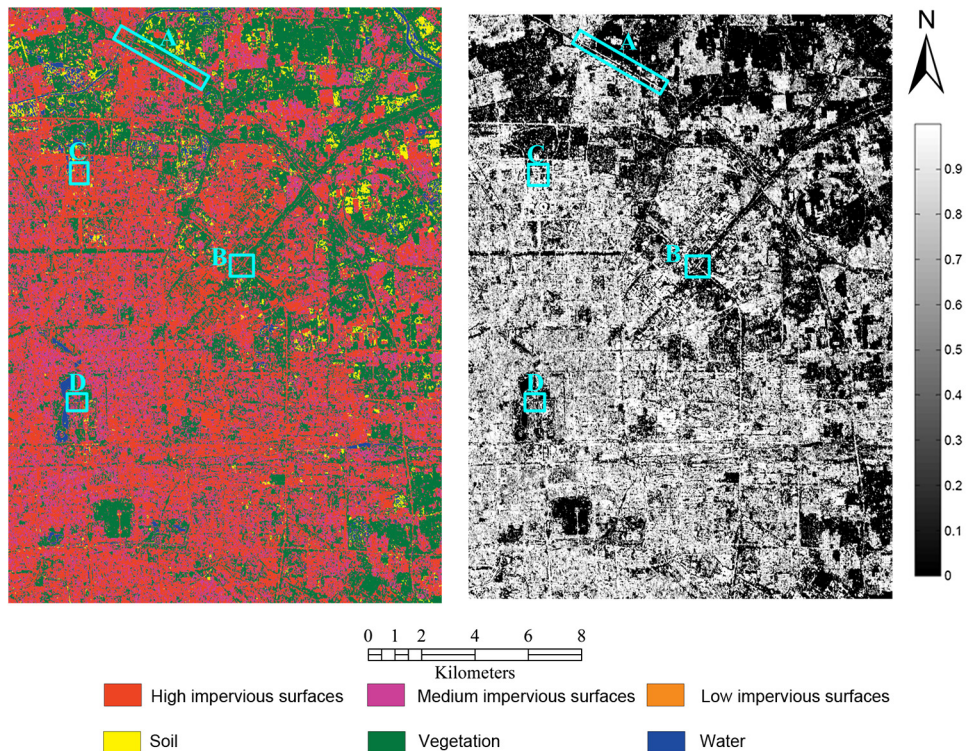 N
A A
C C
B B
D D
0.9
0.8
0.7
0.6
0.5
0.4
0.3
0.2
0.1
0
0 1 2 4 6 8
Kilometers
High impervious surfaces Medium impervious surfaces Low impervious surfaces
Soil Vegetation Water